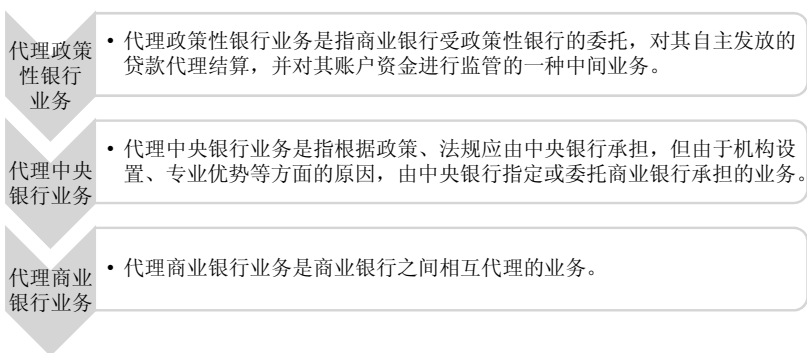 代理政策
性银行
业务
• 代理政策性银行业务是指商业银行受政策性银行的委托，对其自主发放的
贷款代理结算，并对其账户资金进行监管的一种中间业务。
代理中央
银行业务
• 代理中央银行业务是指根据政策、法规应由中央银行承担，但由于机构设
置、专业优势等方面的原因，由中央银行指定或委托商业银行承担的业务。
代理商业
银行业务
• 代理商业银行业务是商业银行之间相互代理的业务。